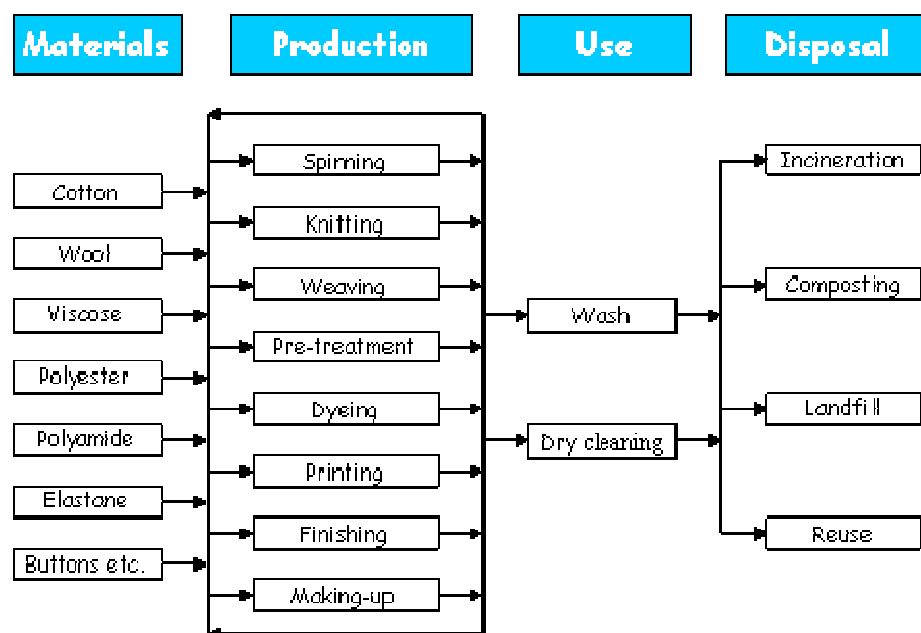 Materials
Production
Use
Disposal
Cotton
Wool
Viscose
Polyester
Polyamide
Elastane
Buttons etc.
Spinning
Knitting
Weaving
Pre-treatment
Dyeing
Printing
Finishing
Making-up
Wash
Dry cleaning
Incineration
Composting
Landfill
Reuse